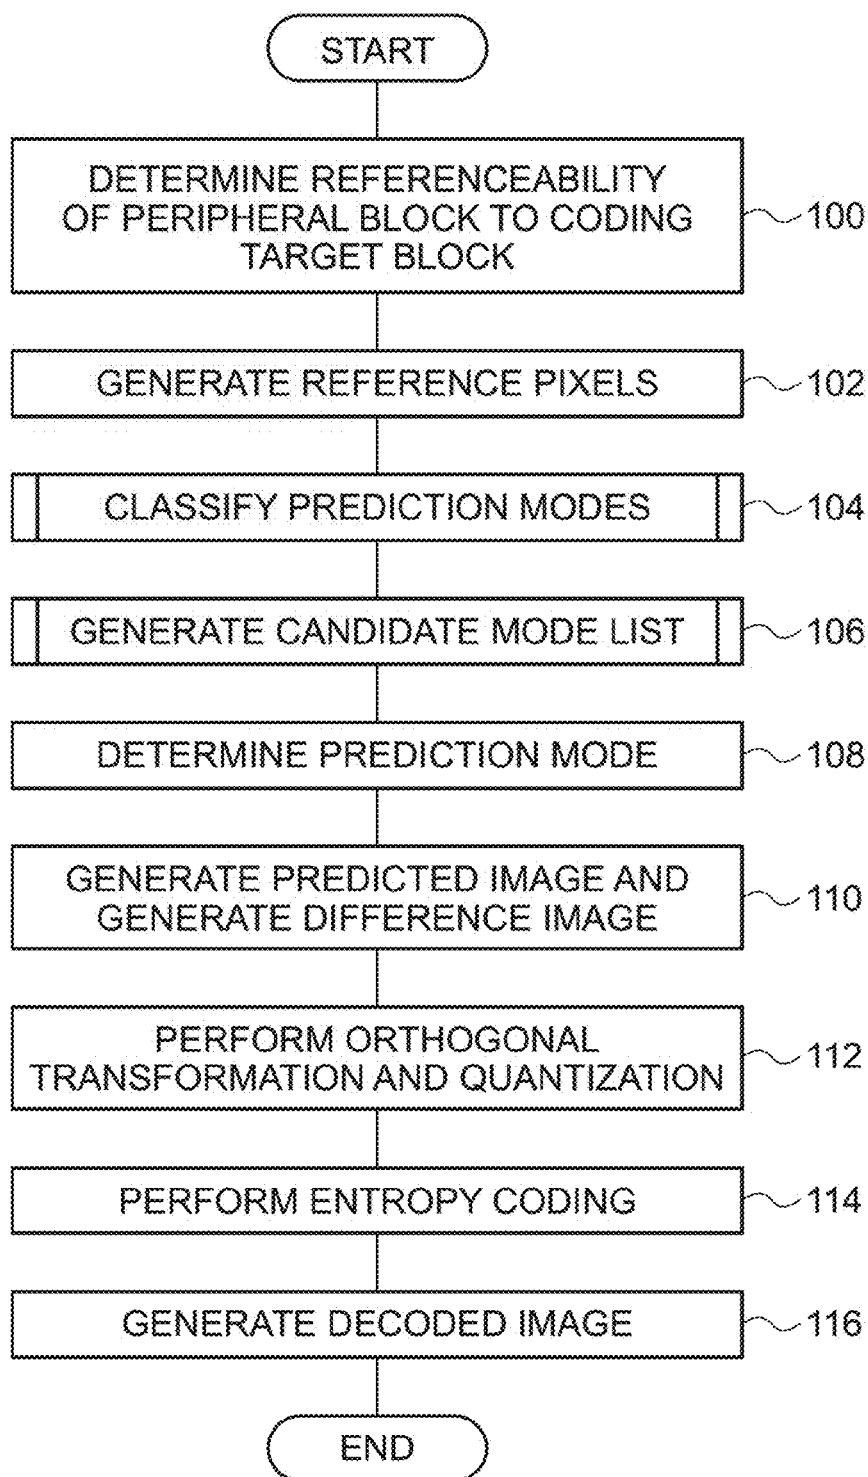 START
DETERMINE REFERENCEABILITY
OF PERIPHERAL BLOCK TO CODING
TARGET BLOCK
100
GENERATE REFERENCE PIXELS
102
CLASSIFY PREDICTION MODES
104
GENERATE CANDIDATE MODE LIST
106
DETERMINE PREDICTION MODE
108
GENERATE PREDICTED IMAGE AND
GENERATE DIFFERENCE IMAGE
110
PERFORM ORTHOGONAL
TRANSFORMATION AND QUANTIZATION
112
PERFORM ENTROPY CODING
114
GENERATE DECODED IMAGE
116
END